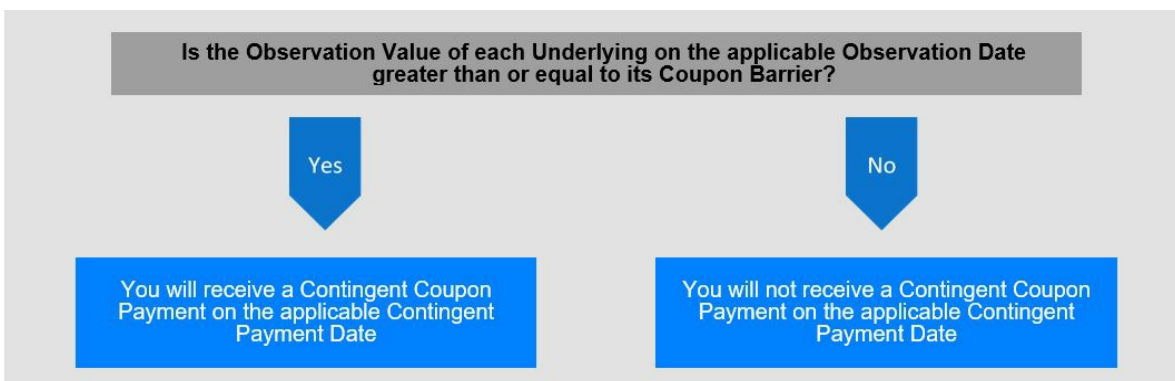 Is the Observation Value of each Underlying on the applicable Observation Date
greater than or equal to its Coupon Barrier?
Yes
No
You will receive a Contingent Coupon
Payment on the applicable Contingent
Payment Date
You will not receive a Contingent Coupon
Payment on the applicable Contingent
Payment Date